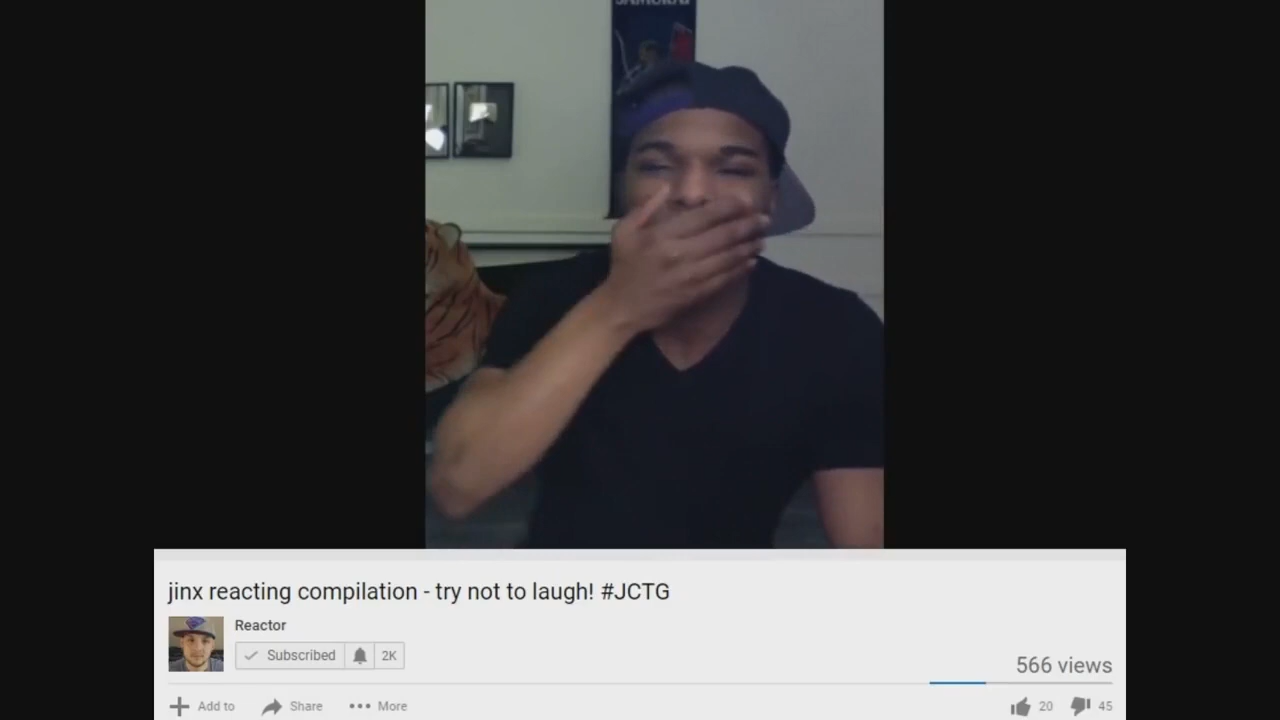 SAMURAI
jinx reacting compilation - try not to laugh! #JCTG
Reactor
Subscribed 2K
566 views
Add to Share More 20 45